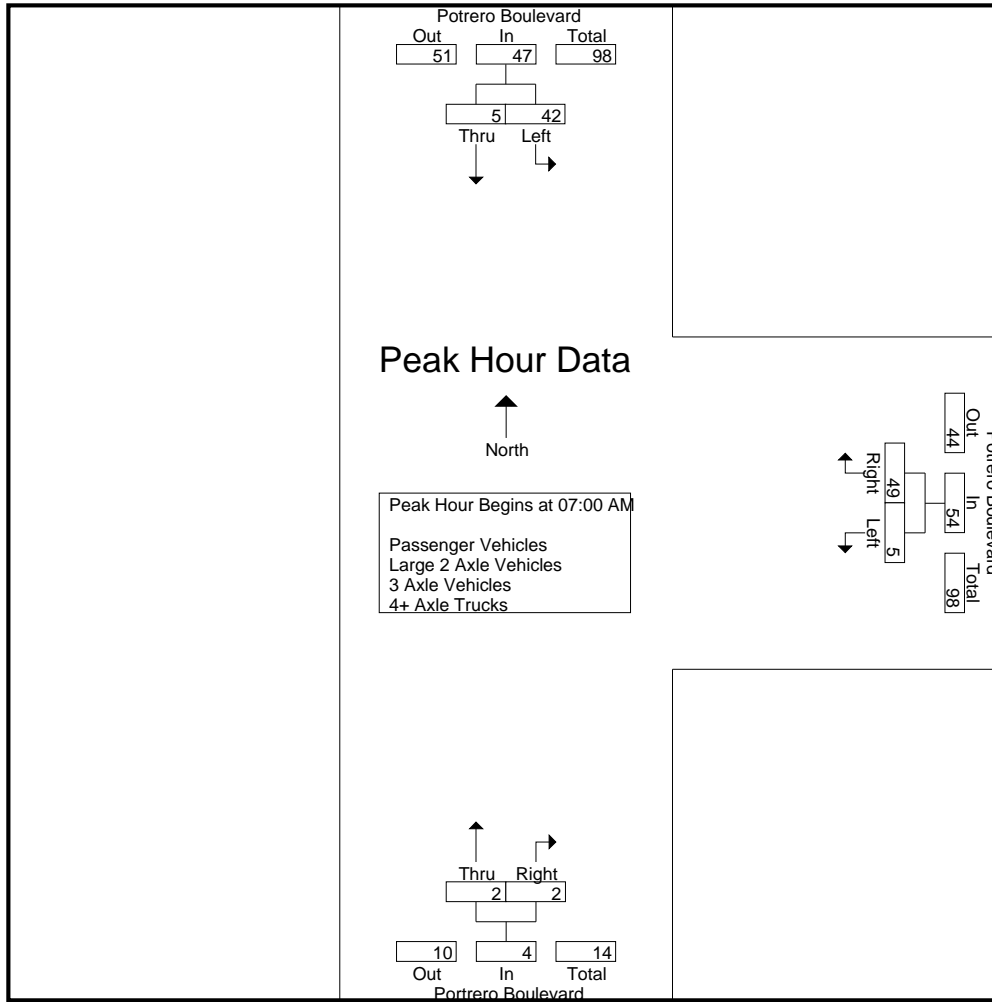 Potrero Boulevard
Out In Total
51 47 98
5 42
Thru Left
Peak Hour Data
North
Peak Hour Begins at 07:00 AM
Passenger Vehicles
Large 2 Axle Vehicles
3 Axle Vehicles
4+ Axle Trucks
Potrero Boulevard
Out In Total
44 54 98
49 5
Right Left
Thru Right
2 2
10 4 14
Out In Total
Portrero Boulevard